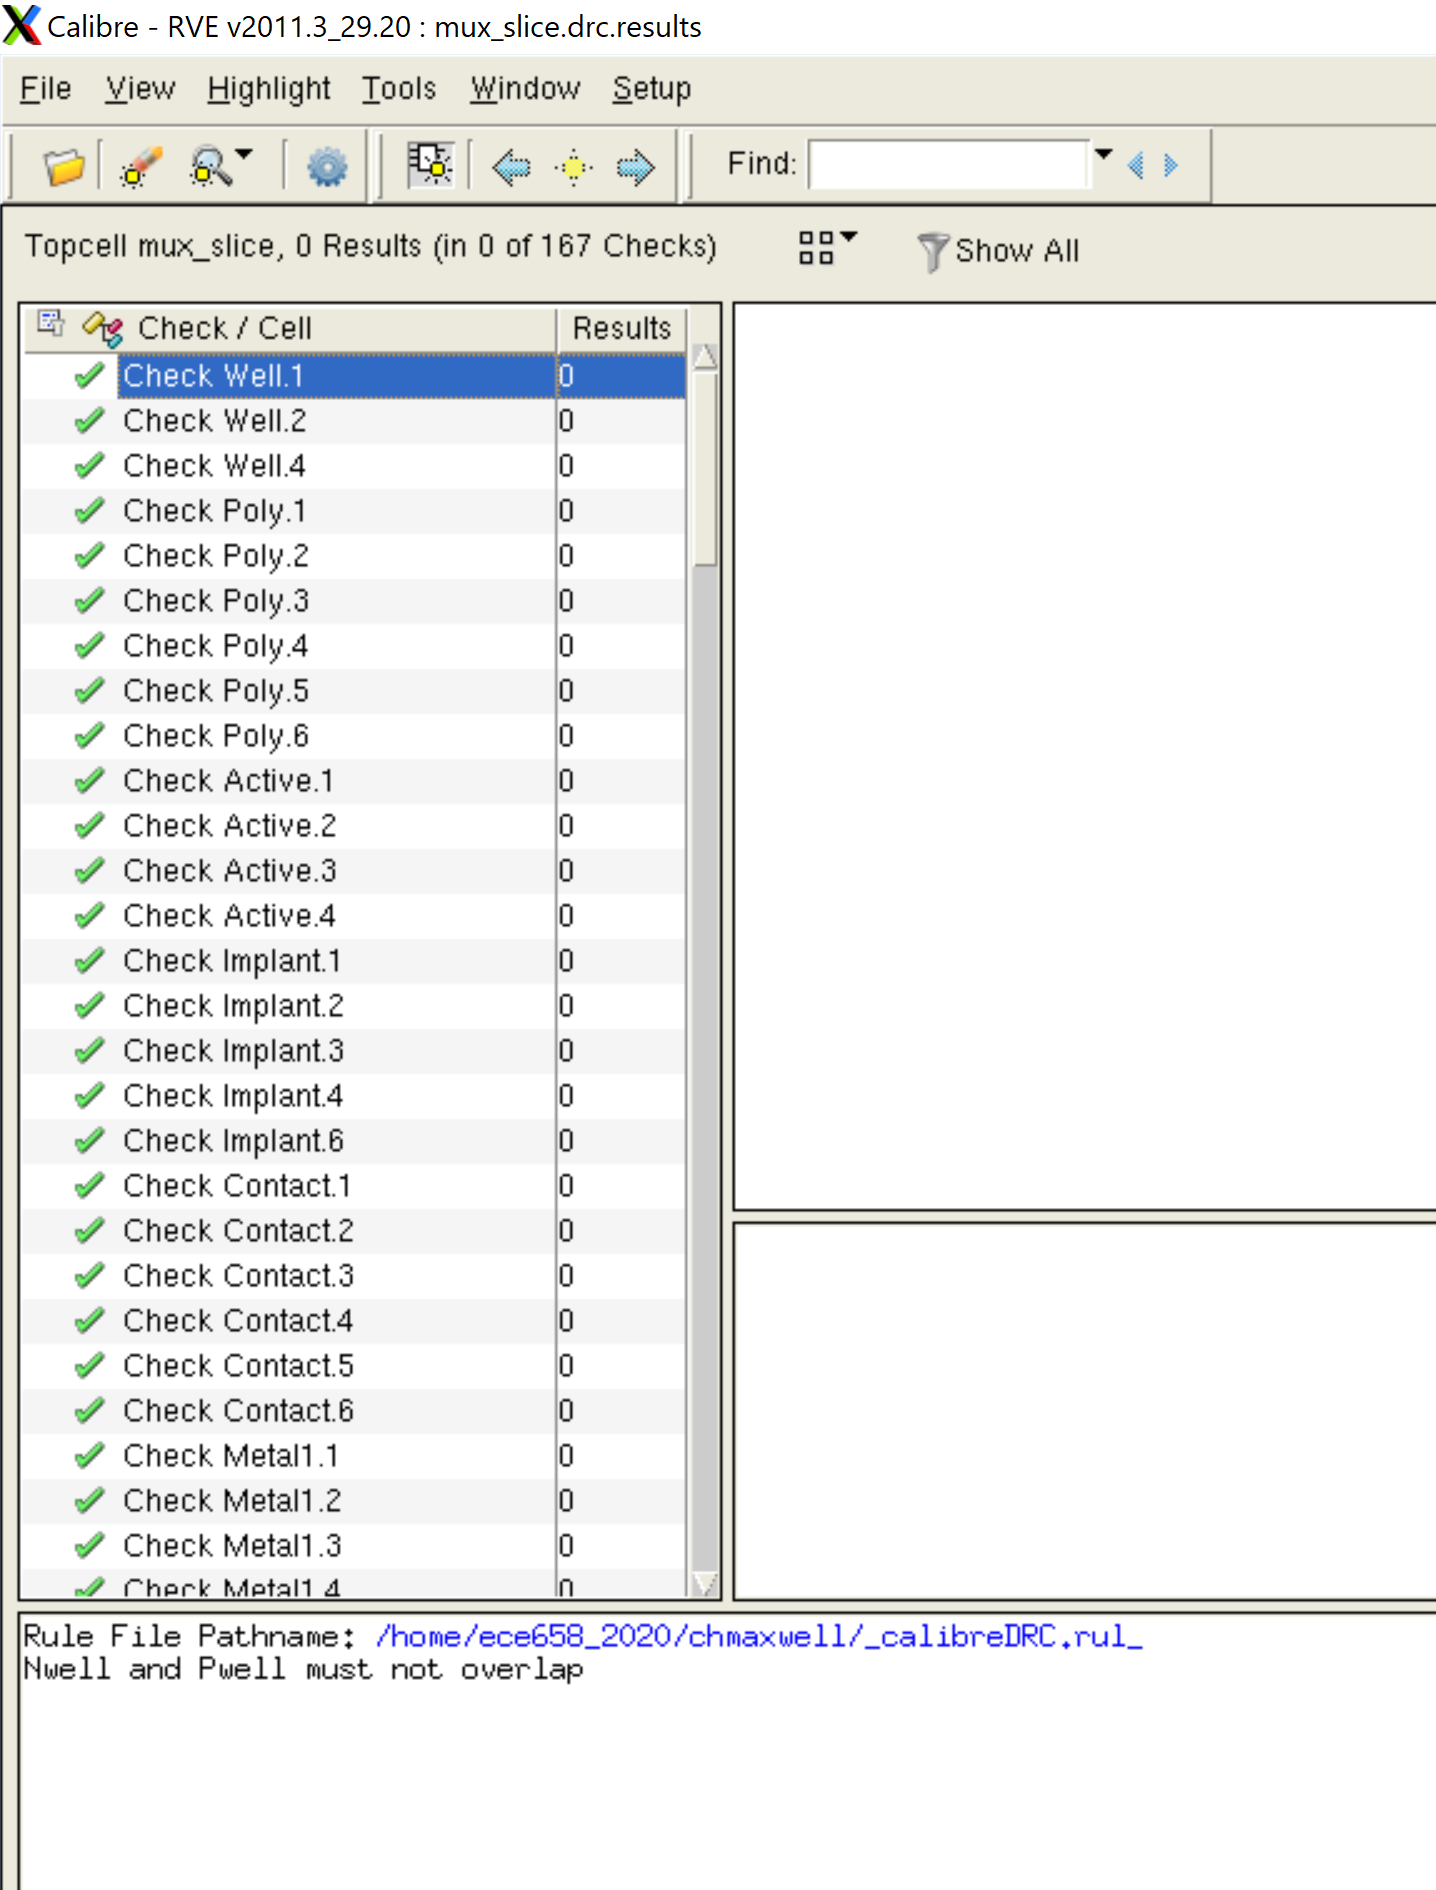 Calibre - RVE v2011.3_29.20 : mux_slice.drc.results
File View Highlight Tools Window Setup
Find:
Topcell mux_slice, 0 Results (in 0 of 167 Checks) Show All
Check / Cell Results
Check Well.1 0
Check Well.2 0
Check Well.4 0
Check Poly.1 0
Check Poly.2 0
Check Poly.3 0
Check Poly.4 0
Check Poly.5 0
Check Poly.6 0
Check Active.1 0
Check Active.2 0
Check Active.3 0
Check Active.4 0
Check Implant.1 0
Check Implant.2 0
Check Implant.3 0
Check Implant.4 0
Check Implant.6 0
Check Contact.1 0
Check Contact.2 0
Check Contact.3 0
Check Contact.4 0
Check Contact.5 0
Check Contact.6 0
Check Metal1.1 0
Check Metal1.2 0
Check Metal1.3 0
Check Metal1.4 0
Rule File Pathname: /home/ece658_2020/chmaxwell/_calibreDRC.rul_
Nwell and Pwell must not overlap